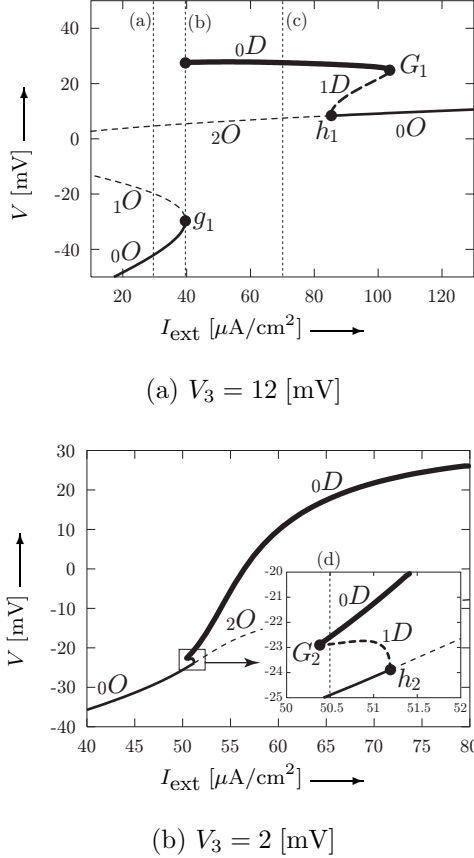 (a) (b) (c)
40
20
0
-20
-40
20 40 60 80 100 120
V [mV]
I_ext [μA/cm²]
₀D
G₁
₁D
h₁
₂O
₀O
₁O
g₁
₀O
(a) V₃ = 12 [mV]
30
20
10
0
-10
-20
-30
-40
40 45 50 55 60 65 70 75 80
V [mV]
I_ext [μA/cm²]
₀D
₂O
₀O
(d)
-20
-21
-22
-23
-24
-25
50 50.5 51 51.5 52
₀D
₁D
G₂
h₂
(b) V₃ = 2 [mV]